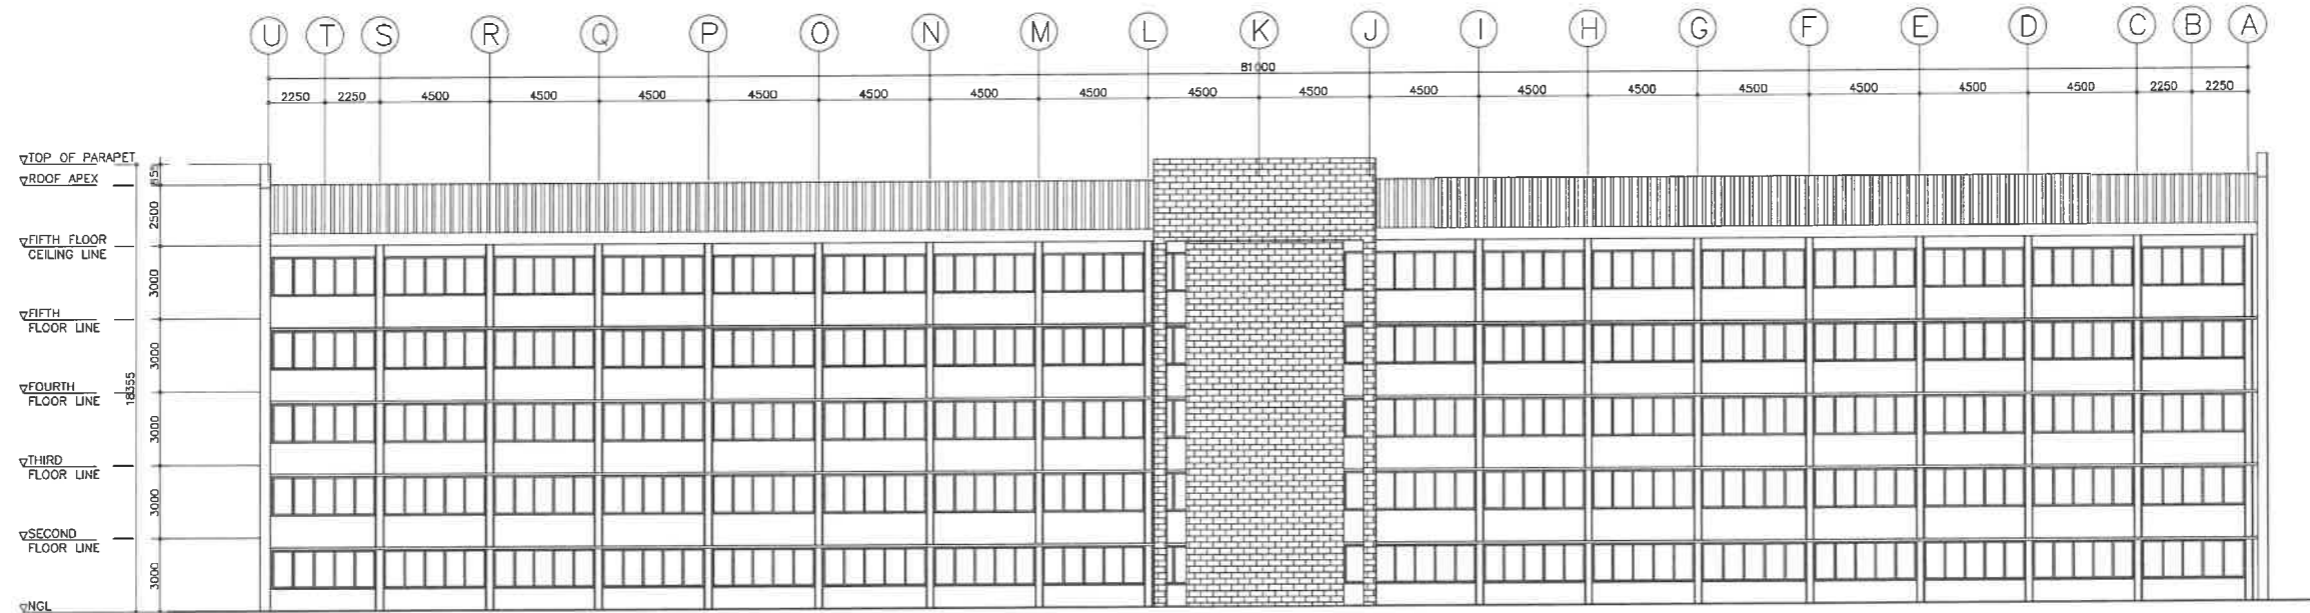 U T S R Q P O N M L K J I H G F E D C B A
81000
2250 2250 4500 4500 4500 4500 4500 4500 4500 4500 4500 4500 4500 4500 4500 4500 4500 4500 2250 2250
TOP OF PARAPET
855
ROOF APEX
2500
FIFTH FLOOR
CEILING LINE
3000
FIFTH
FLOOR LINE
3000
FOURTH
FLOOR LINE
18355
3000
THIRD
FLOOR LINE
3000
SECOND
FLOOR LINE
3000
NGL